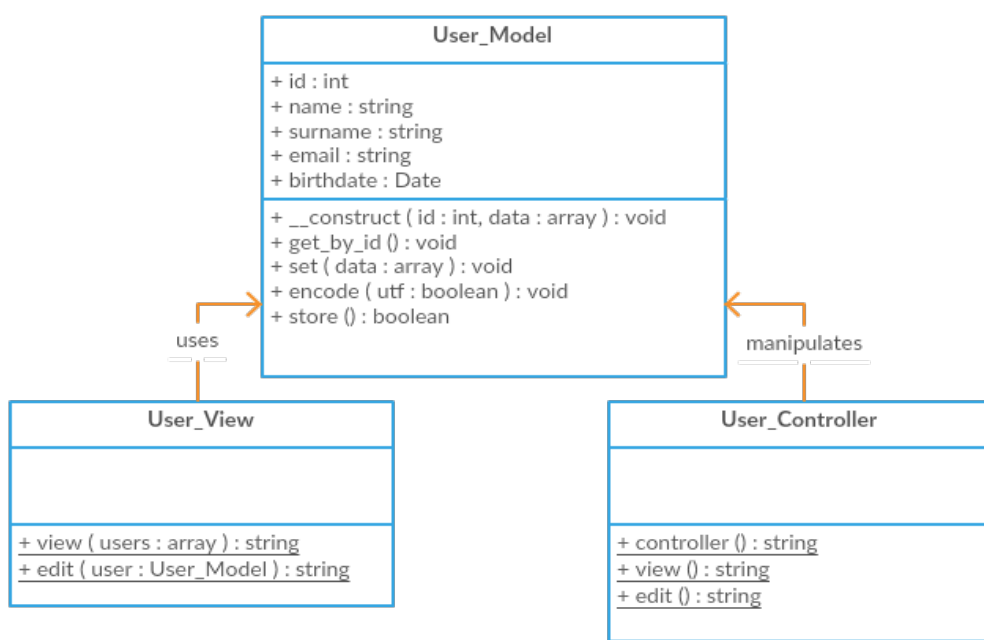 User_Model
+ id : int
+ name : string
+ surname : string
+ email : string
+ birthdate : Date
+ __construct ( id : int, data : array ) : void
+ get_by_id () : void
+ set ( data : array ) : void
+ encode ( utf : boolean ) : void
+ store () : boolean
uses
manipulates
User_View
+ view ( users : array ) : string
+ edit ( user : User_Model ) : string
User_Controller
+ controller () : string
+ view () : string
+ edit () : string